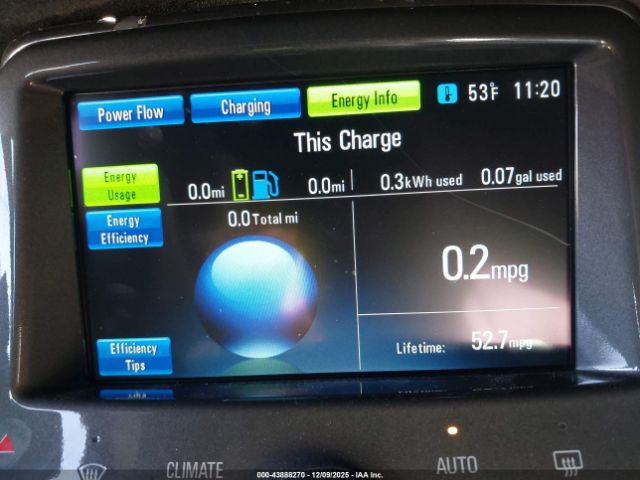 Power Flow
Charging
Energy Info
53°F
11:20
This Charge
Energy
Usage
0.0mi
0.0mi
0.3kWh used
0.07gal used
Energy
Efficiency
0.0Total mi
0.2mpg
Lifetime: 52.7mpg
Efficiency
Tips
CLIMATE
AUTO
000-43888270 - 12/09/2025 - IAA Inc.